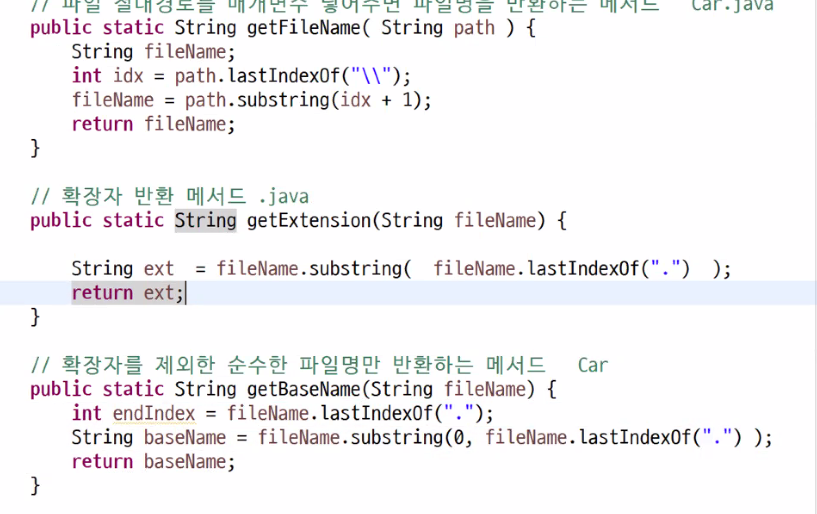 // 파일 절대경로를 매개변수 넣어주면 파일명을 반환하는 메서드 Car.java
public static String getFileName( String path ) {
String fileName;
int idx = path.lastIndexOf("\\");
fileName = path.substring(idx + 1);
return fileName;
}
// 확장자 반환 메서드 .java
public static String getExtension(String fileName) {
String ext = fileName.substring( fileName.lastIndexOf(".") );
return ext;
}
// 확장자를 제외한 순수한 파일명만 반환하는 메서드 Car
public static String getBaseName(String fileName) {
int endIndex = fileName.lastIndexOf(".");
String baseName = fileName.substring(0, fileName.lastIndexOf(".") );
return baseName;
}